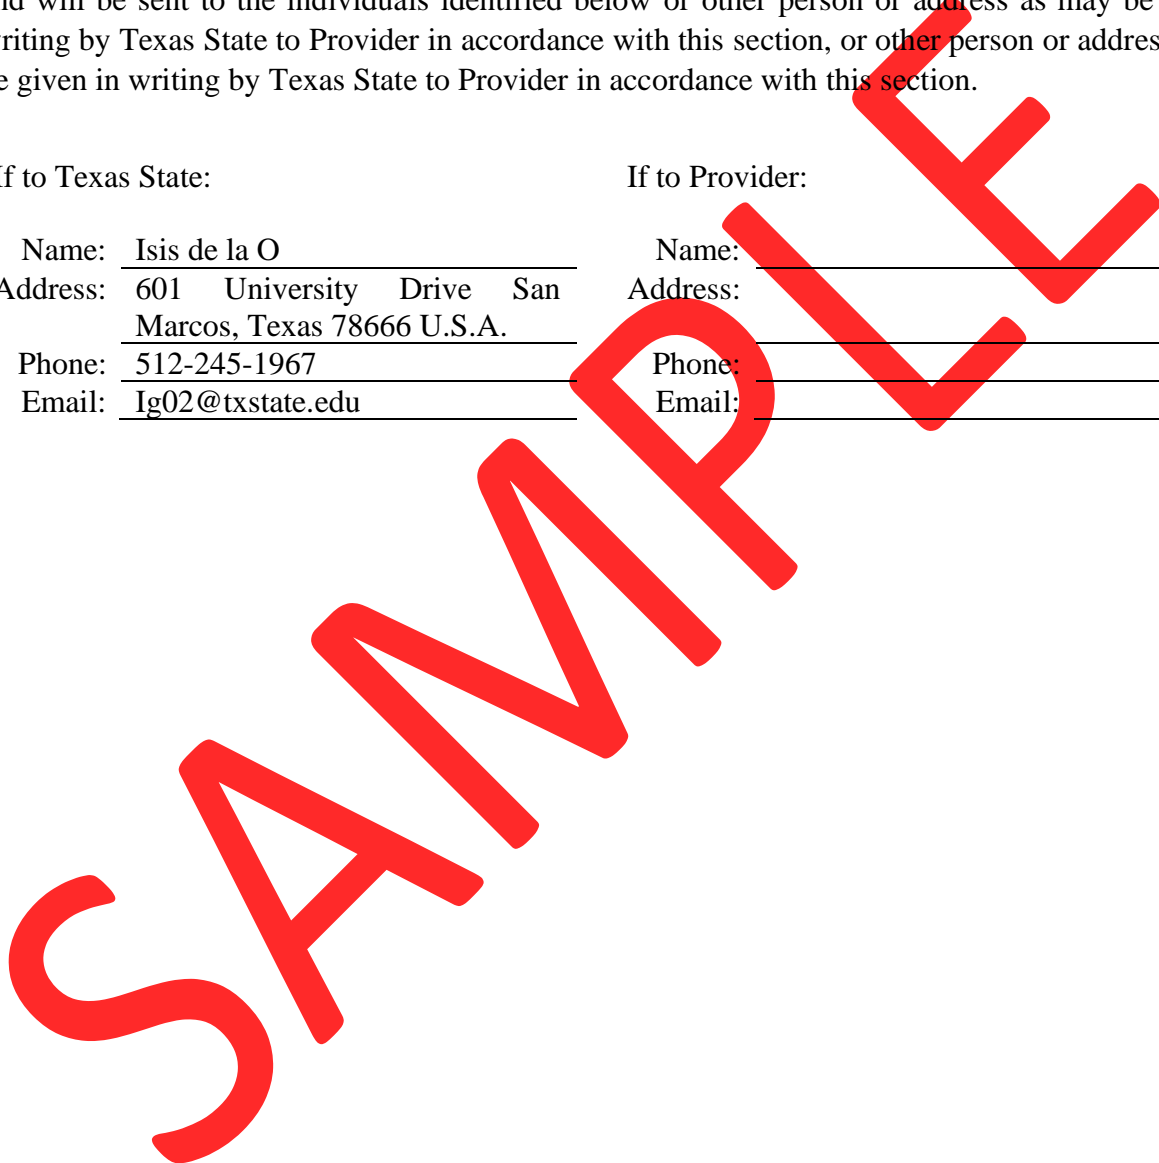 will be sent to the individuals identified below or other person or address as may be
writing by Texas State to Provider in accordance with this section, or other person or addres
e given in writing by Texas State to Provider in accordance with this section.
If to Texas State: If to Provider:
Name: Isis de la O Name:
Address: 601 University Drive San Address:
Marcos, Texas 78666 U.S.A.
Phone: 512-245-1967 Phone:
Email: Ig02@txstate.edu Email:
SAMPLE